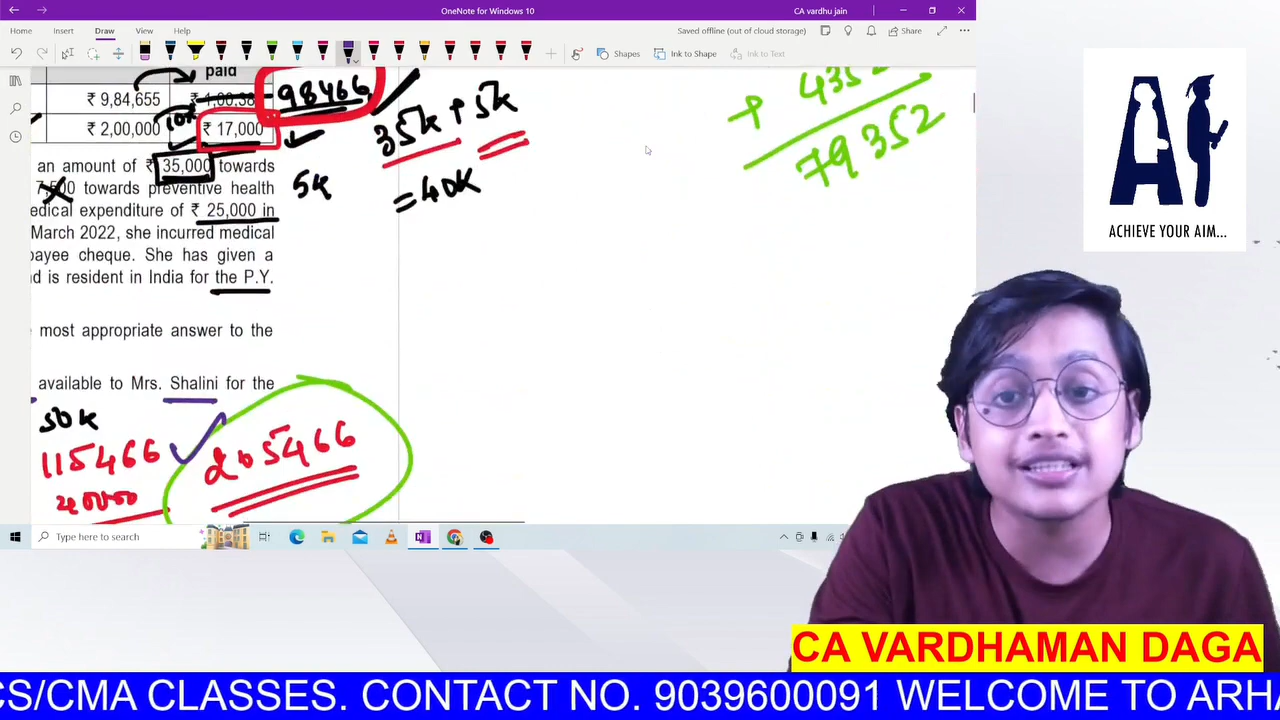 OneNote for Windows 10
CA vardhu jain
Home Insert Draw View Help
Saved offline (out of cloud storage)
Share
Shapes
Ink to Shape
Ink to Text
paid
₹ 9,84,655
98466
₹ 2,00,000
10%
₹ 17,000
35k + 5k
= 40k
5k
+ 4352
79352
an amount of ₹ 35,000 towards
towards preventive health
edical expenditure of ₹ 25,000 in
March 2022, she incurred medical
payee cheque. She has given a
d is resident in India for the P.Y.
most appropriate answer to the
available to Mrs. Shalini for the
50k
115466
40000
205466
Type here to search
ACHIEVE YOUR AIM...
CA VARDHAMAN DAGA
CS/CMA CLASSES. CONTACT NO. 9039600091 WELCOME TO ARHA